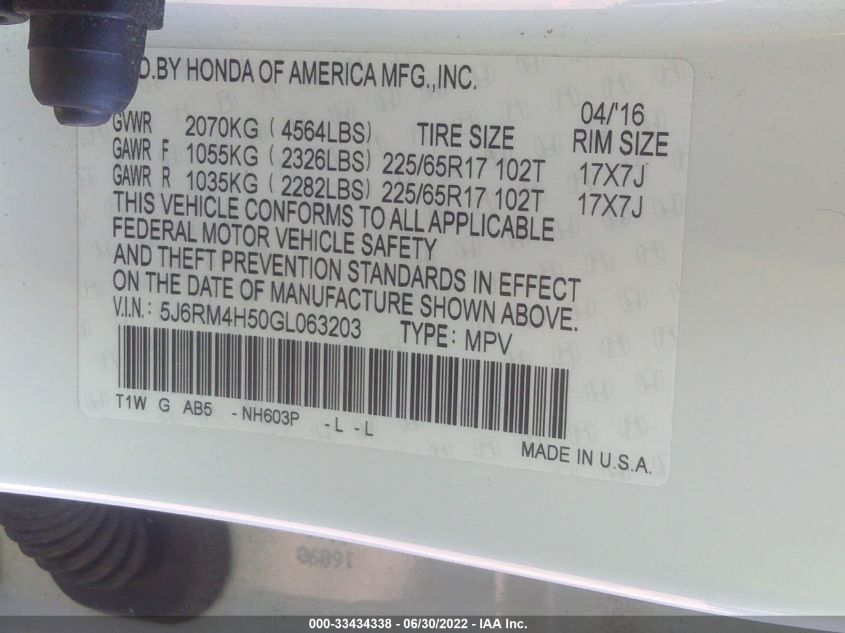 D.BY HONDA OF AMERICA MFG.,INC.
04/'16
GVWR 2070KG (4564LBS) TIRE SIZE RIM SIZE
GAWR F 1055KG (2326LBS) 225/65R17 102T 17X7J
GAWR R 1035KG (2282LBS) 225/65R17 102T 17X7J
THIS VEHICLE CONFORMS TO ALL APPLICABLE
FEDERAL MOTOR VEHICLE SAFETY
AND THEFT PREVENTION STANDARDS IN EFFECT
ON THE DATE OF MANUFACTURE SHOWN ABOVE.
V.I.N: 5J6RM4H50GL063203 TYPE: MPV
T1W G AB5 -NH603P -L -L
MADE IN U.S.A.
000-33434338 - 06/30/2022 - IAA Inc.